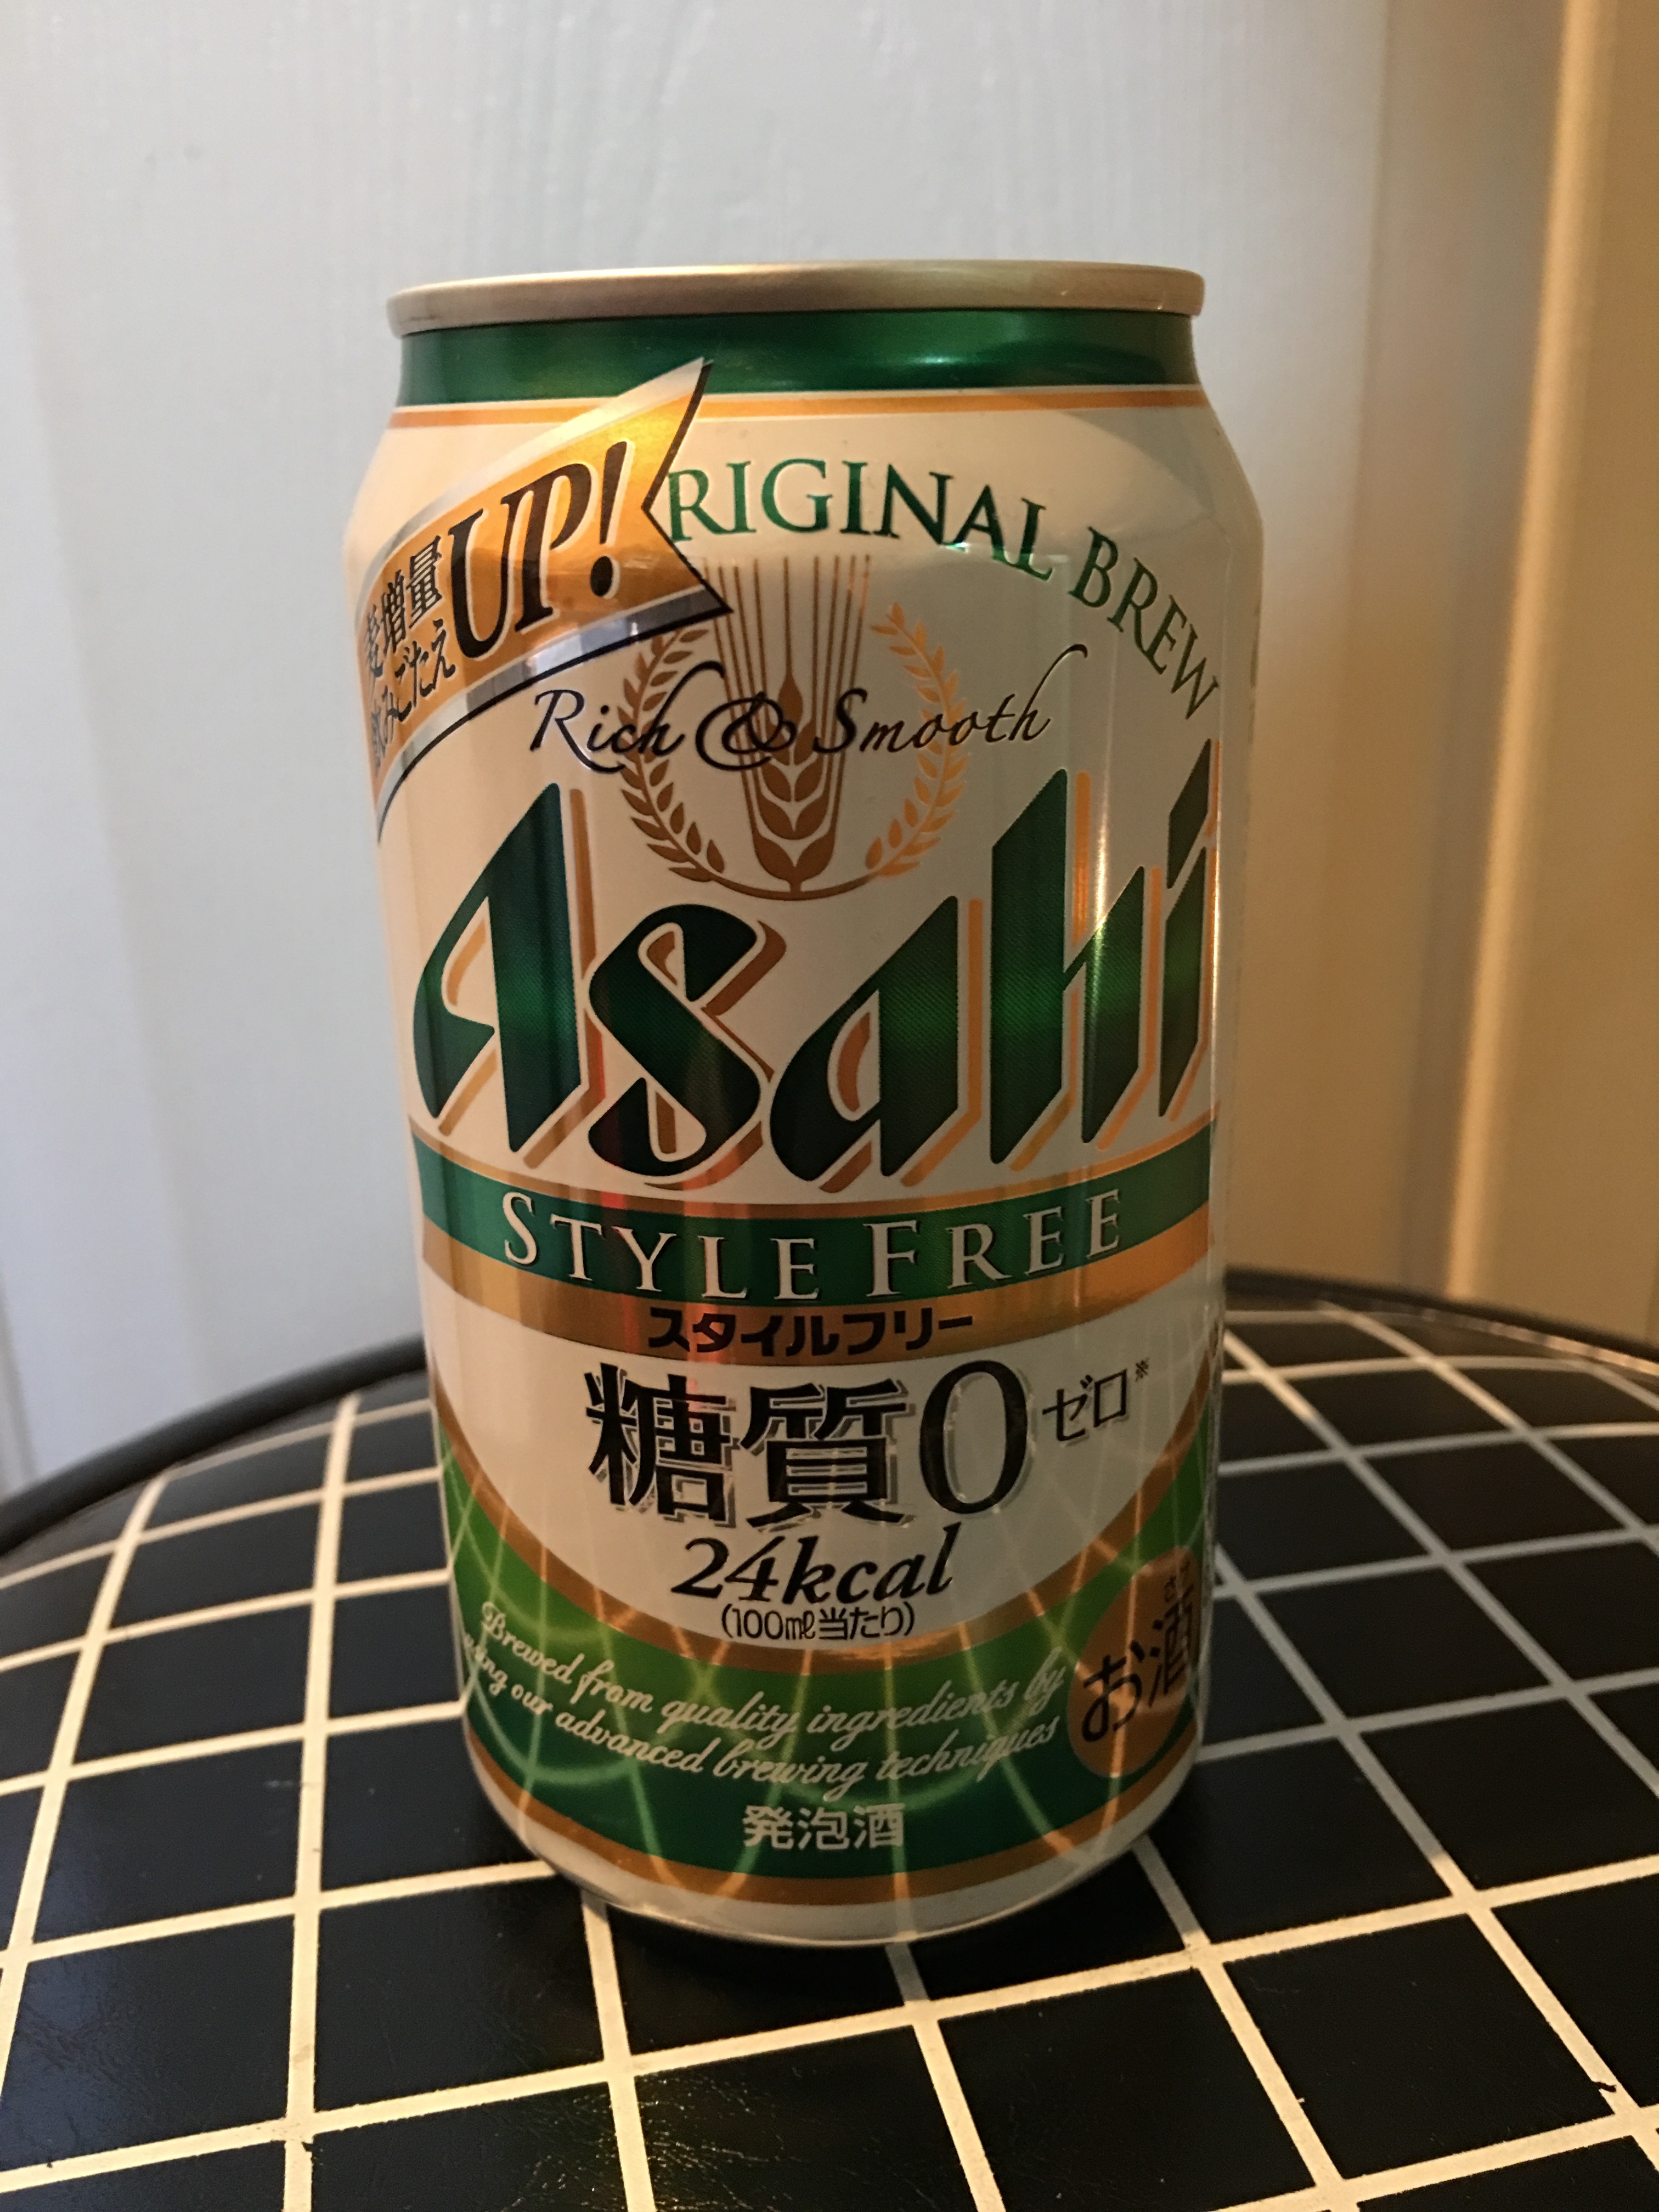 麦増量
飲みごたえ
UP!
RIGINAL BREW
Rich & Smooth
Asahi
STYLE FREE
スタイルフリー
糖質0ゼロ※
24kcal
(100㎖当たり)
Brewed from quality ingredients by
using our advanced brewing techniques
お酒
発泡酒